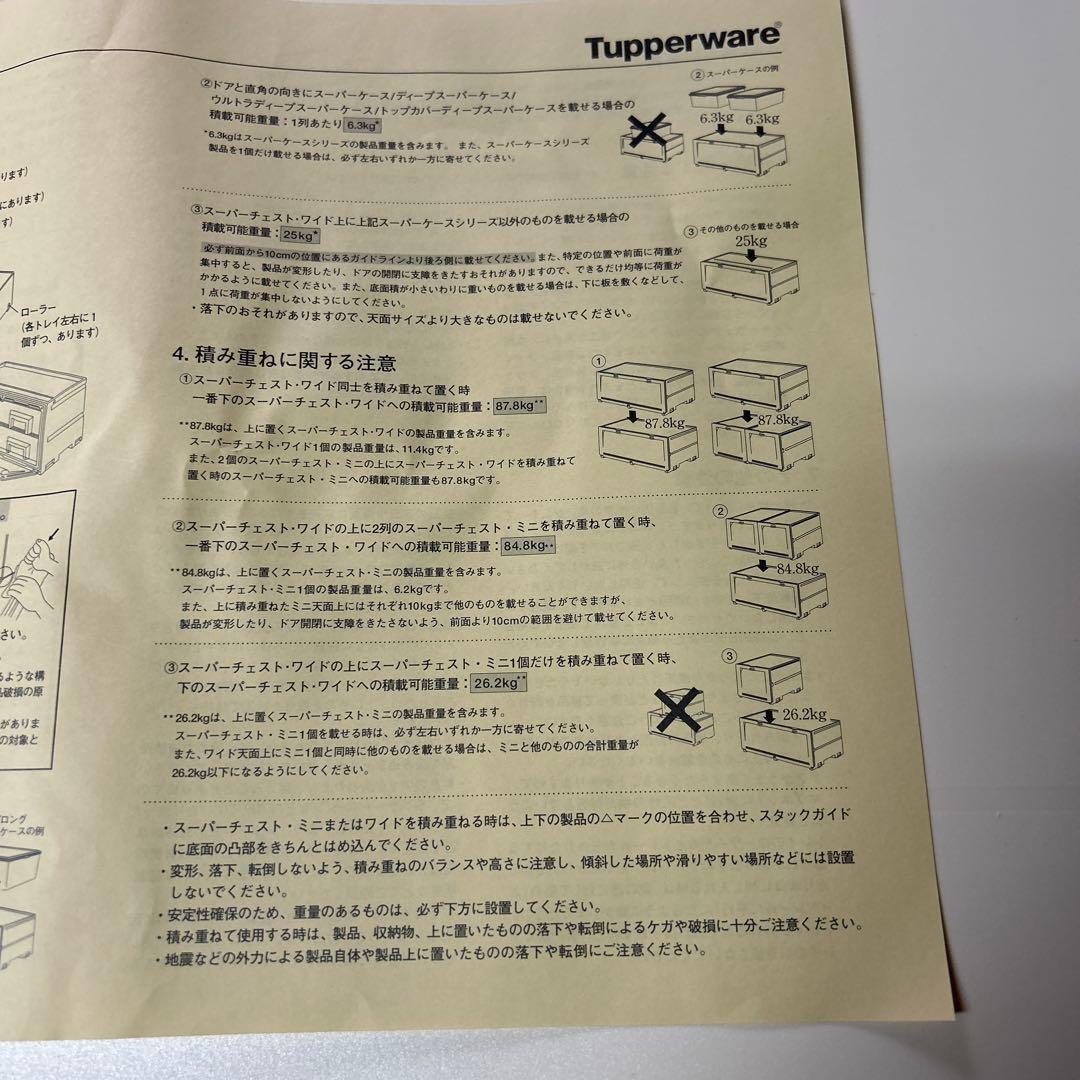 Tupperware®
②ドアと直角の向きにスーパーケース/ディープスーパーケース/
ウルトラディープスーパーケース/トップカバーディープスーパーケースを載せる場合の
積載可能重量：1列あたり 6.3kg*
*6.3kgはスーパーケースシリーズの製品重量を含みます。 また、スーパーケースシリーズ
製品を1個だけ載せる場合は、必ず左右いずれか一方に寄せてください。
②スーパーケースの例
6.3kg 6.3kg
③スーパーチェスト・ワイド上に上記スーパーケースシリーズ以外のものを載せる場合の
積載可能重量：25kg*
必ず前面から10cmの位置にあるガイドラインより後ろ側に載せてください。また、特定の位置や前面に荷重が
集中すると、製品が変形したり、ドアの開閉に支障をきたすおそれがありますので、できるだけ均等に荷重が
かかるように載せてください。また、底面積が小さいわりに重いものを載せる場合は、下に板を敷くなどして、
1点に荷重が集中しないようにしてください。
・落下のおそれがありますので、天面サイズより大きなものは載せないでください。
③その他のものを載せる場合
25kg
4. 積み重ねに関する注意
①スーパーチェスト・ワイド同士を積み重ねて置く時
一番下のスーパーチェスト・ワイドへの積載可能重量：87.8kg**
**87.8kgは、上に置くスーパーチェスト・ワイドの製品重量を含みます。
スーパーチェスト・ワイド1個の製品重量は、11.4kgです。
また、2個のスーパーチェスト・ミニの上にスーパーチェスト・ワイドを積み重ねて
置く時のスーパーチェスト・ミニへの積載可能重量も87.8kgです。
①
87.8kg 87.8kg
②スーパーチェスト・ワイドの上に2列のスーパーチェスト・ミニを積み重ねて置く時、
一番下のスーパーチェスト・ワイドへの積載可能重量：84.8kg**
**84.8kgは、上に置くスーパーチェスト・ミニの製品重量を含みます。
スーパーチェスト・ミニ1個の製品重量は、6.2kgです。
また、上に積み重ねたミニ天面上にはそれぞれ10kgまで他のものを載せることができますが、
製品が変形したり、ドア開閉に支障をきたさないよう、前面より10cmの範囲を避けて載せてください。
②
84.8kg
③スーパーチェスト・ワイドの上にスーパーチェスト・ミニ1個だけを積み重ねて置く時、
下のスーパーチェスト・ワイドへの積載可能重量：26.2kg**
**26.2kgは、上に置くスーパーチェスト・ミニの製品重量を含みます。
スーパーチェスト・ミニ1個を載せる時は、必ず左右いずれか一方に寄せてください。
また、ワイド天面上にミニ1個と同時に他のものを載せる場合は、ミニと他のものの合計重量が
26.2kg以下になるようにしてください。
③
26.2kg
・スーパーチェスト・ミニまたはワイドを積み重ねる時は、上下の製品の△マークの位置を合わせ、スタックガイド
に底面の凸部をきちんとはめ込んでください。
・変形、落下、転倒しないよう、積み重ねのバランスや高さに注意し、傾斜した場所や滑りやすい場所などには設置
しないでください。
・安定性確保のため、重量のあるものは、必ず下方に設置してください。
・積み重ねて使用する時は、製品、収納物、上に置いたものの落下や転倒によるケガや破損に十分ご注意ください。
・地震などの外力による製品自体や製品上に置いたものの落下や転倒にご注意ください。
ります)
にあります)
す)
ローラー
(各トレイ左右に1
個ずつ、あります)
さい。
るような構
品破損の原
がありま
の対象と
ロング
ケースの例